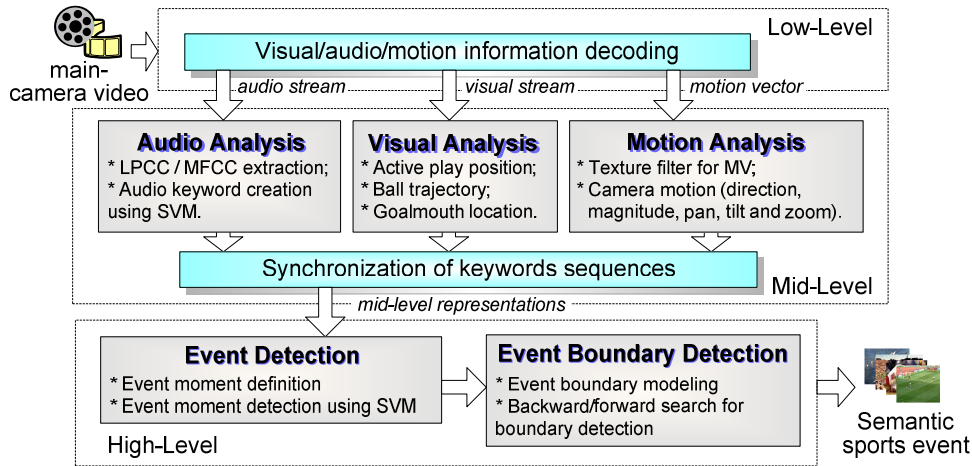 Low-Level
Visual/audio/motion information decoding
main-
camera video
audio stream
visual stream
motion vector
Audio Analysis
* LPCC / MFCC extraction;
* Audio keyword creation
using SVM.
Visual Analysis
* Active play position;
* Ball trajectory;
* Goalmouth location.
Motion Analysis
* Texture filter for MV;
* Camera motion (direction,
magnitude, pan, tilt and zoom).
Synchronization of keywords sequences
Mid-Level
mid-level representations
Event Detection
* Event moment definition
* Event moment detection using SVM
Event Boundary Detection
* Event boundary modeling
* Backward/forward search for
boundary detection
High-Level
Semantic
sports event